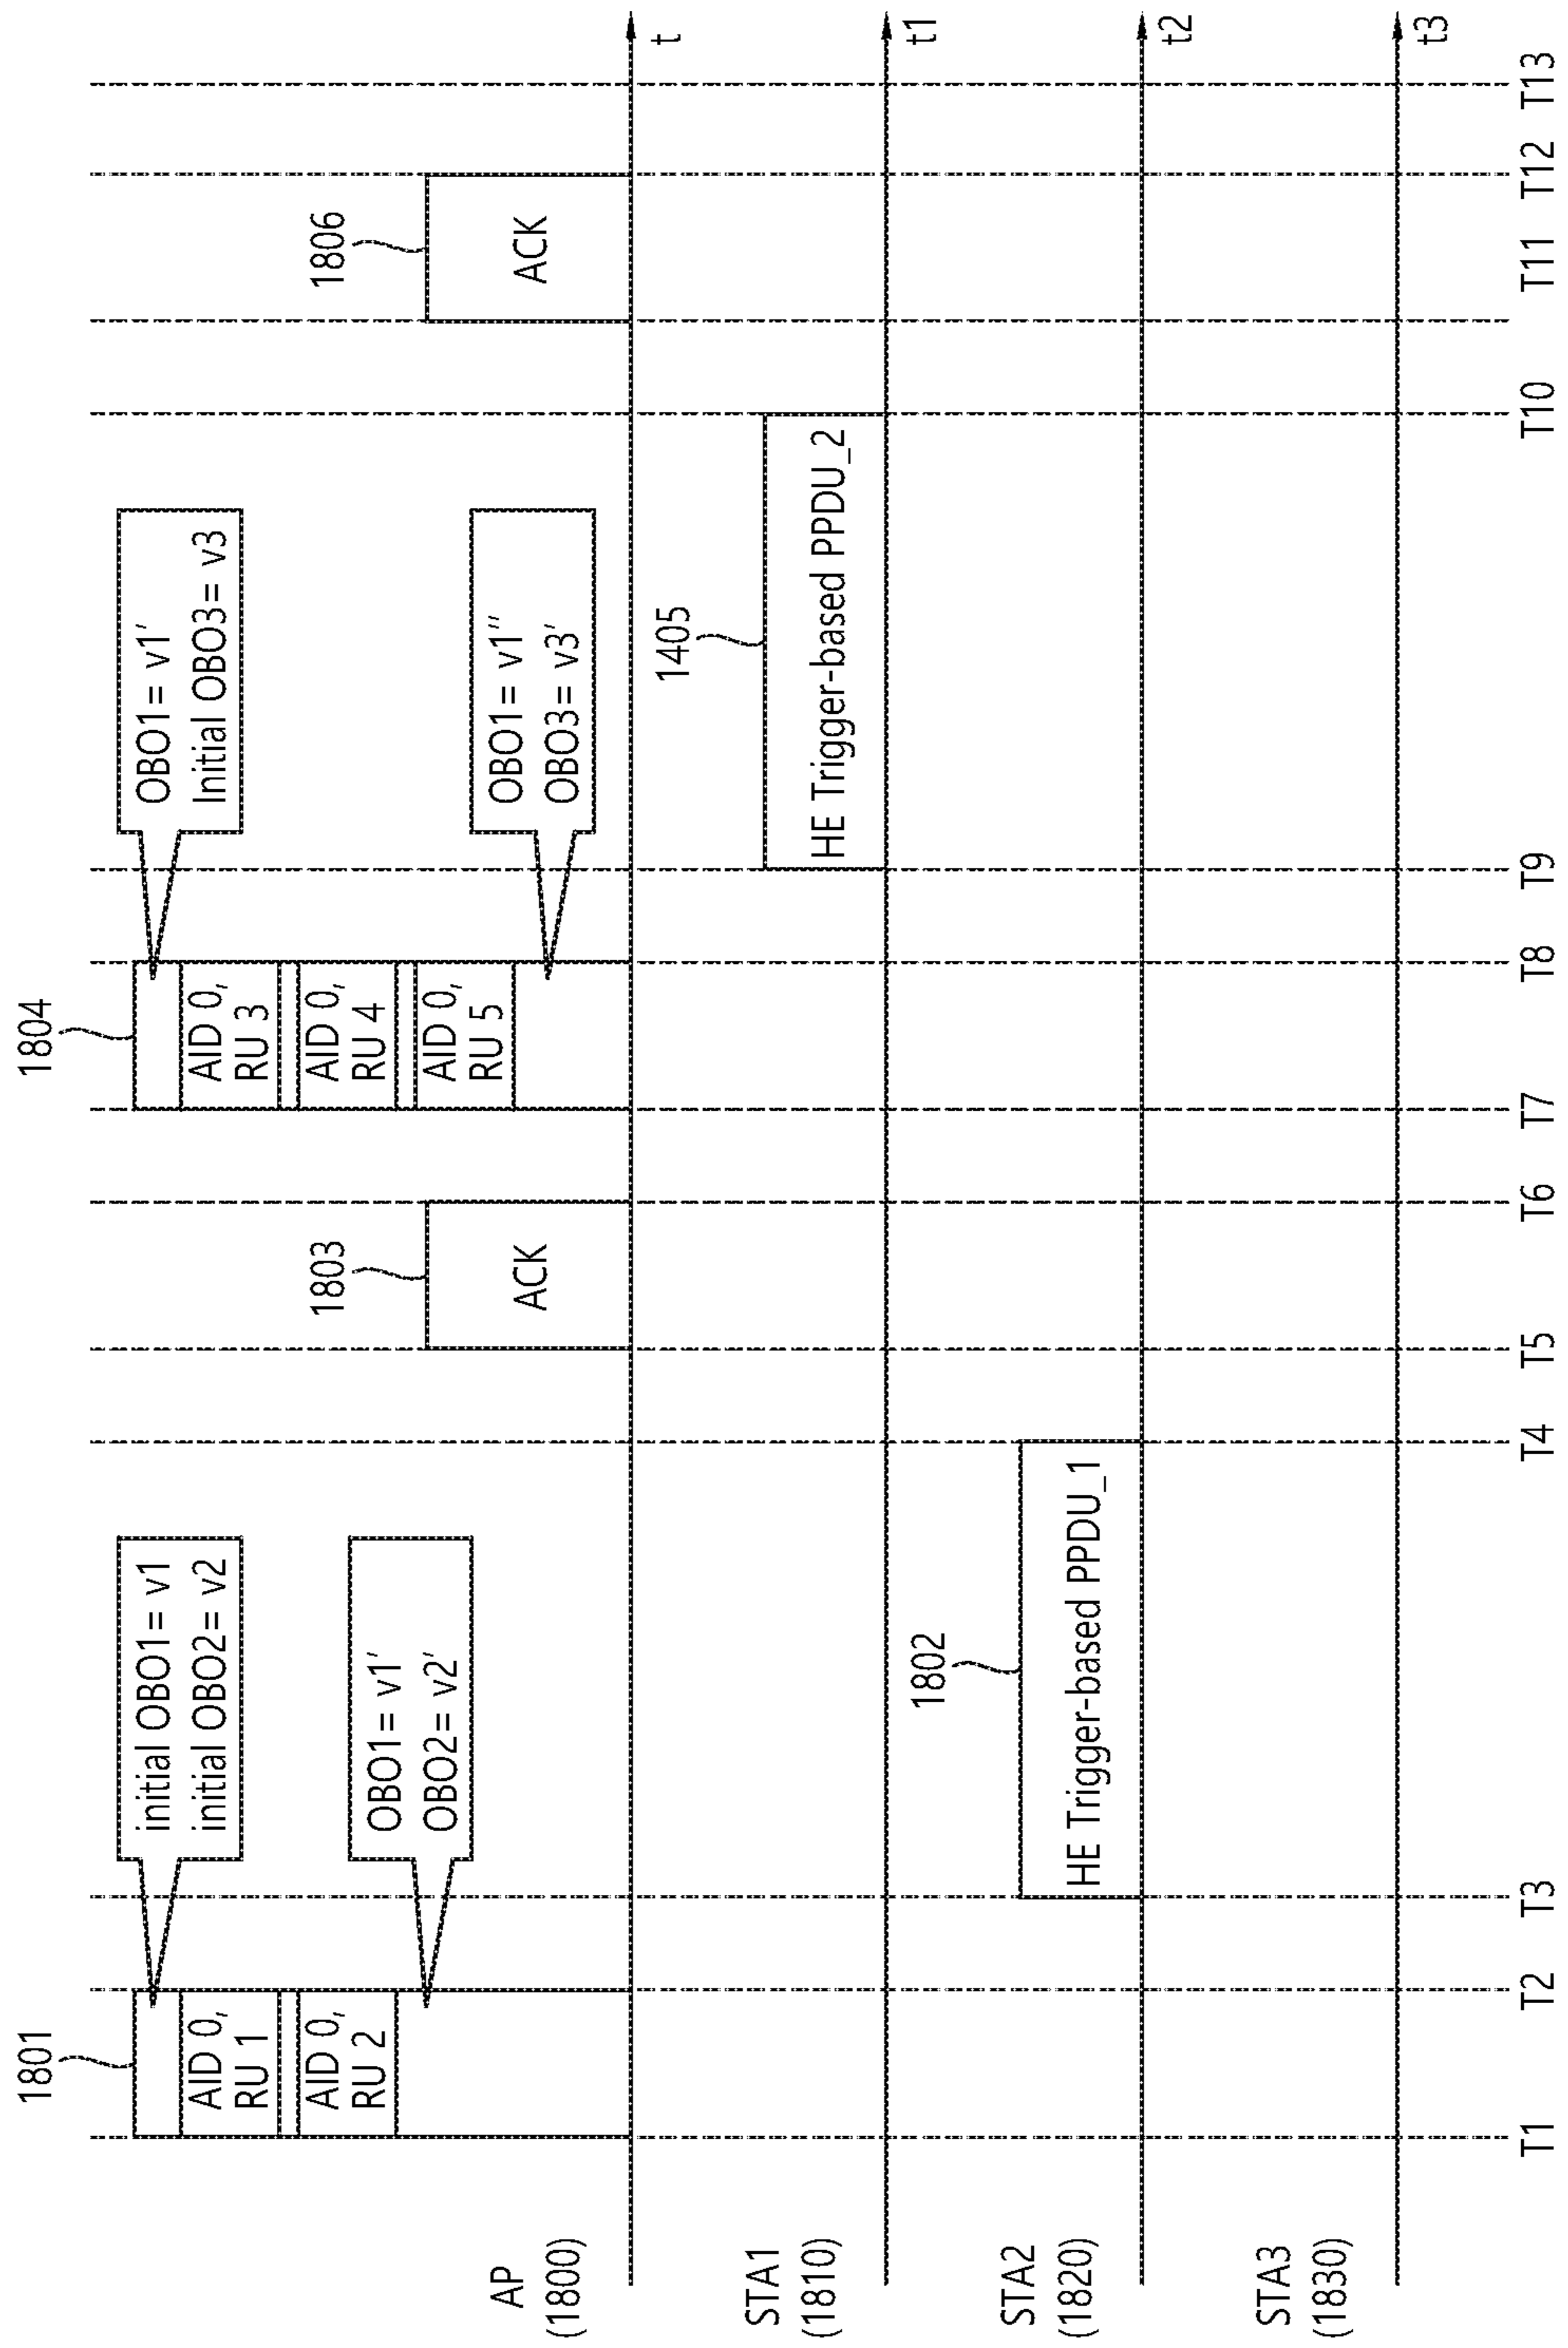 1801
initial OBO1= v1
initial OBO2= v2
1804
OBO1= v1′
Initial OBO3= v3
AID 0,
RU 1
AID 0,
RU 2
OBO1= v1′
OBO2= v2′
1803
ACK
AID 0,
RU 3
AID 0,
RU 4
AID 0,
RU 5
OBO1= v1′′
OBO3= v3′
1806
ACK
AP
(1800)
t
STA1
(1810)
1405
HE Trigger-based PPDU_2
t1
STA2
(1820)
1802
HE Trigger-based PPDU_1
t2
STA3
(1830)
t3
T1
T2
T3
T4
T5
T6
T7
T8
T9
T10
T11
T12
T13